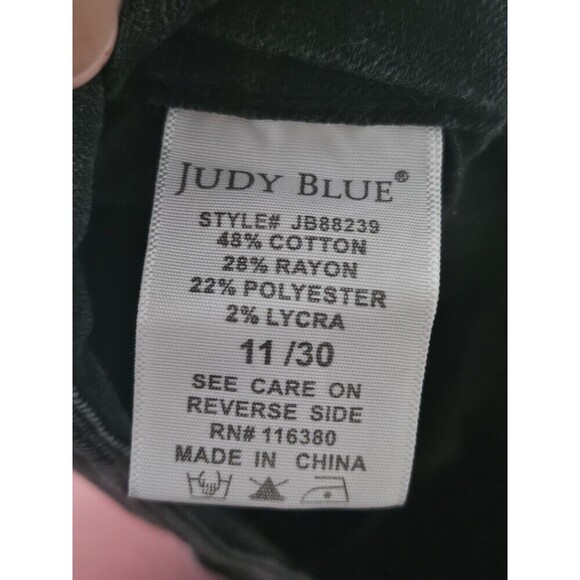 JUDY BLUE®
STYLE# JB88239
48% COTTON
28% RAYON
22% POLYESTER
2% LYCRA
11 /30
SEE CARE ON
REVERSE SIDE
RN# 116380
MADE IN CHINA